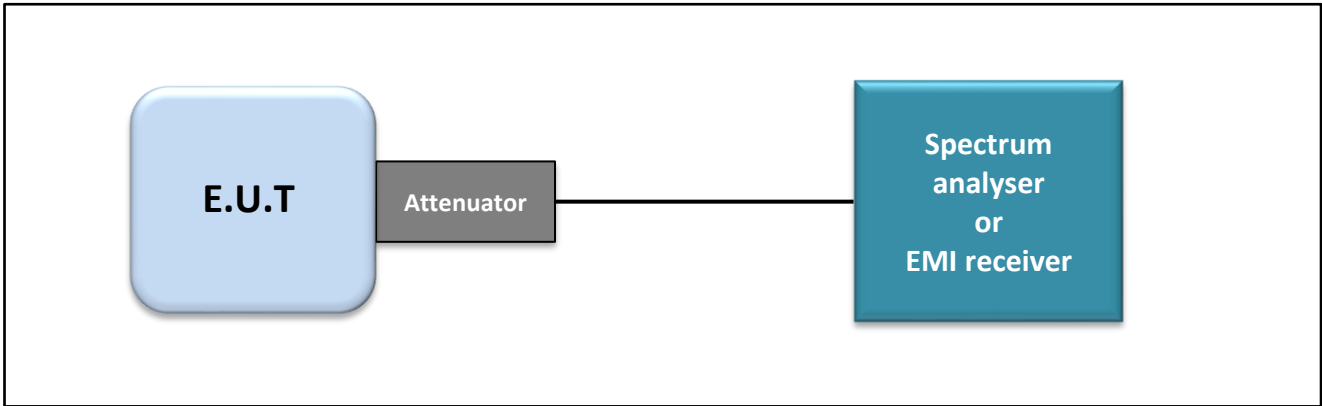 E.U.T
Attenuator
Spectrum
analyser
or
EMI receiver